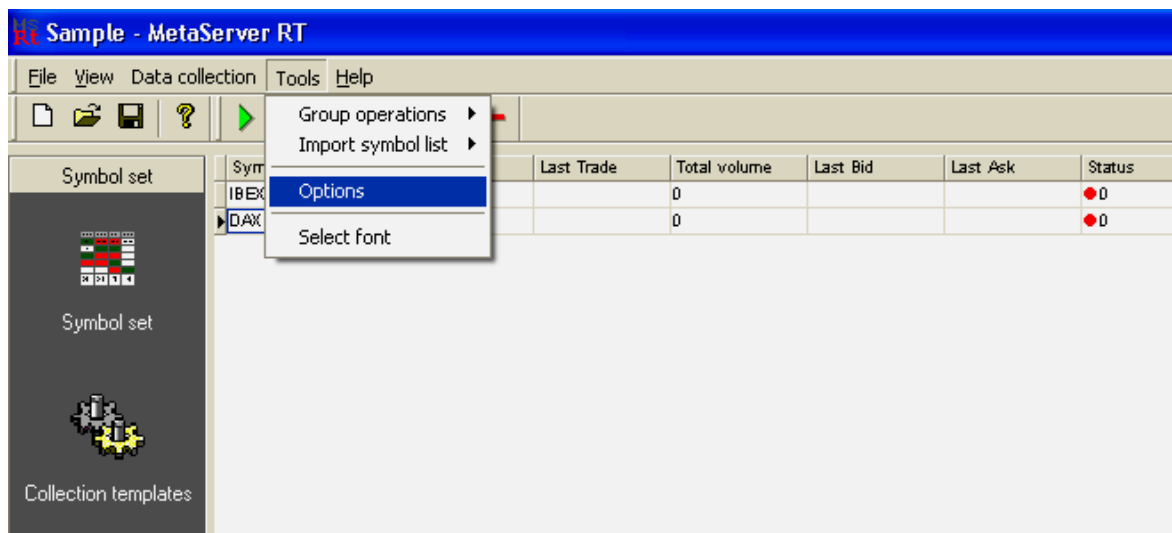 Sample - MetaServer RT
File View Data collection Tools Help
Group operations
Import symbol list
Options
Select font
Symbol set
Last Trade Total volume Last Bid Last Ask Status
0 0
DAX 0 0
Symbol set
Collection templates